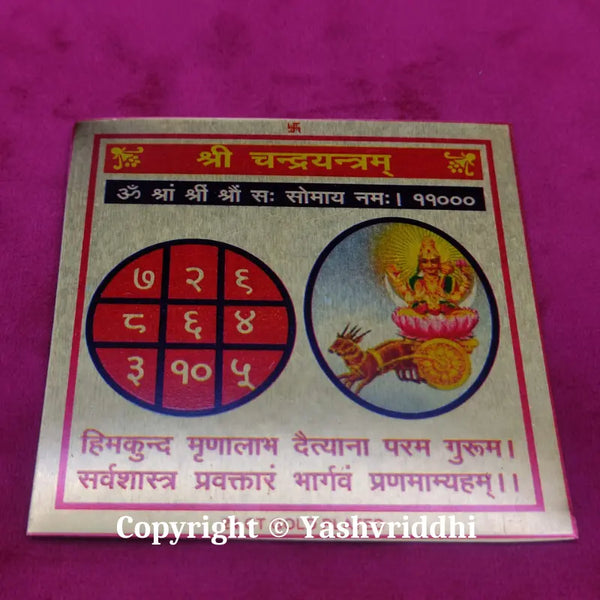 श्री चन्द्रयन्त्रम्
ॐ श्रां श्रीं श्रौं सः सोमाय नमः। ११०००
७ २ ६
८ ६ ४
३ १० ५
हिमकुन्द मृणालाभ दैत्याना परम गुरूम।
सर्वशास्त्र प्रवक्तारं भार्गवं प्रणमाम्यहम्।।
Copyright © Yashvriddhi